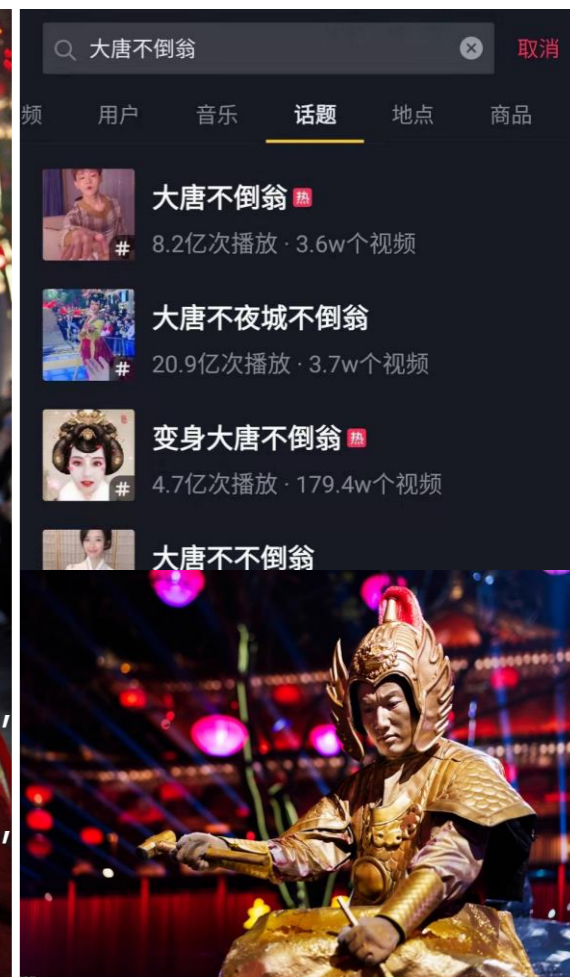 大唐不倒翁
取消
频 用户 音乐 话题 地点 商品
大唐不倒翁 热
#
8.2亿次播放 · 3.6w个视频
大唐不夜城不倒翁
#
20.9亿次播放 · 3.7w个视频
变身大唐不倒翁 热
#
4.7亿次播放 · 179.4w个视频
大唐不不倒翁
，
，